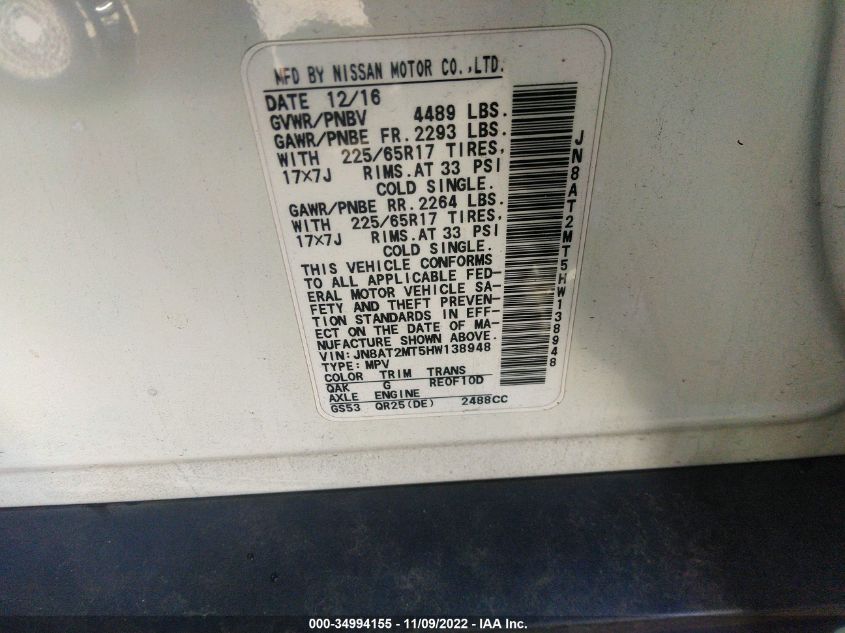 MFD BY NISSAN MOTOR CO.,LTD.
DATE 12/16
GVWR/PNBV 4489 LBS.
GAWR/PNBE FR. 2293 LBS.
WITH 225/65R17 TIRES,
17×7J RIMS. AT 33 PSI
COLD SINGLE.
GAWR/PNBE RR. 2264 LBS.
WITH 225/65R17 TIRES,
17×7J RIMS. AT 33 PSI
COLD SINGLE.
THIS VEHICLE CONFORMS
TO ALL APPLICABLE FED-
ERAL MOTOR VEHICLE SA-
FETY AND THEFT PREVEN-
TION STANDARDS IN EFF-
ECT ON THE DATE OF MA-
NUFACTURE SHOWN ABOVE.
VIN: JN8AT2MT5HW138948
TYPE: MPV
COLOR TRIM TRANS
QAK G RE0F10D
AXLE ENGINE
GS53 QR25(DE) 2488CC
JN8AT2MT5HW138948
000-34994155 - 11/09/2022 - IAA Inc.